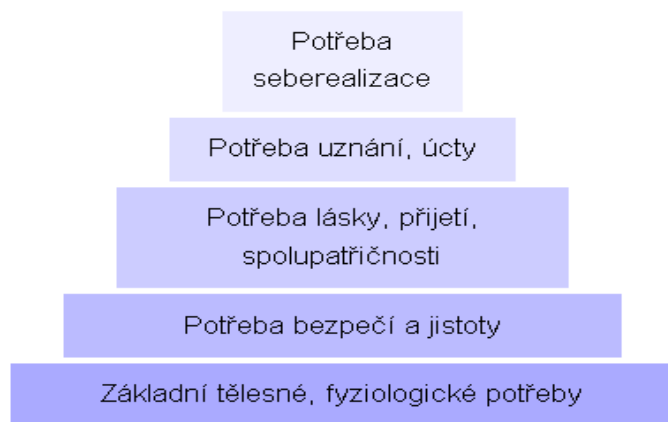 Potřeba
seberealizace
Potřeba uznání, úcty
Potřeba lásky, přijetí,
spolupatřičnosti
Potřeba bezpečí a jistoty
Základní tělesné, fyziologické potřeby